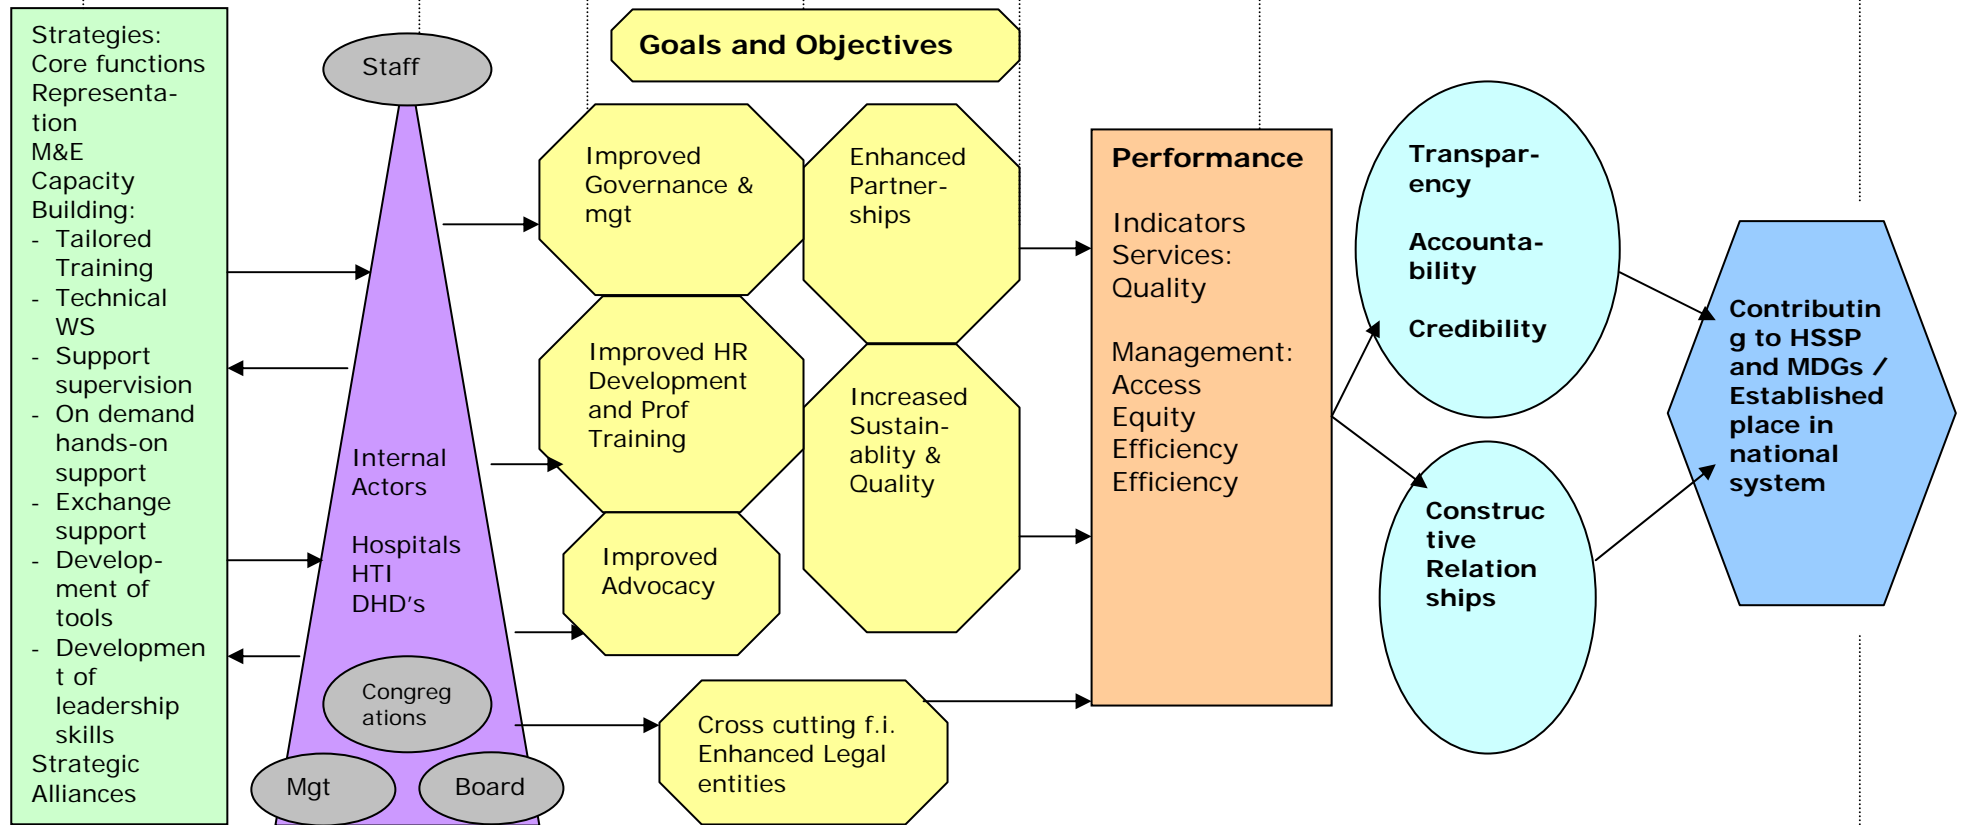 Strategies:
Core functions
Representa-
tion
M&E
Capacity
Building:
- Tailored
Training
- Technical
WS
- Support
supervision
- On demand
hands-on
support
- Exchange
support
- Develop-
ment of
tools
- Developmen
t of
leadership
skills
Strategic
Alliances
Staff
Internal
Actors
Hospitals
HTI
DHD's
Congreg
ations
Mgt
Board
Goals and Objectives
Improved
Governance &
mgt
Enhanced
Partner-
ships
Improved HR
Development
and Prof
Training
Increased
Sustain-
ablity &
Quality
Improved
Advocacy
Cross cutting f.i.
Enhanced Legal
entities
Performance
Indicators
Services:
Quality
Management:
Access
Equity
Efficiency
Efficiency
Transpar-
ency
Accounta-
bility
Credibility
Construc
tive
Relation
ships
Contributin
g to HSSP
and MDGs /
Established
place in
national
system